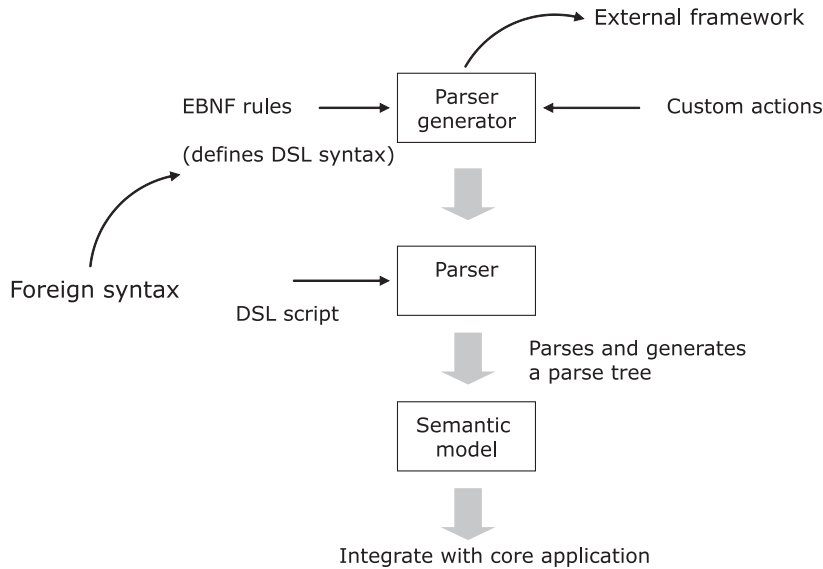 External framework
EBNF rules
Parser
generator
Custom actions
(defines DSL syntax)
Foreign syntax
Parser
DSL script
Parses and generates
a parse tree
Semantic
model
Integrate with core application